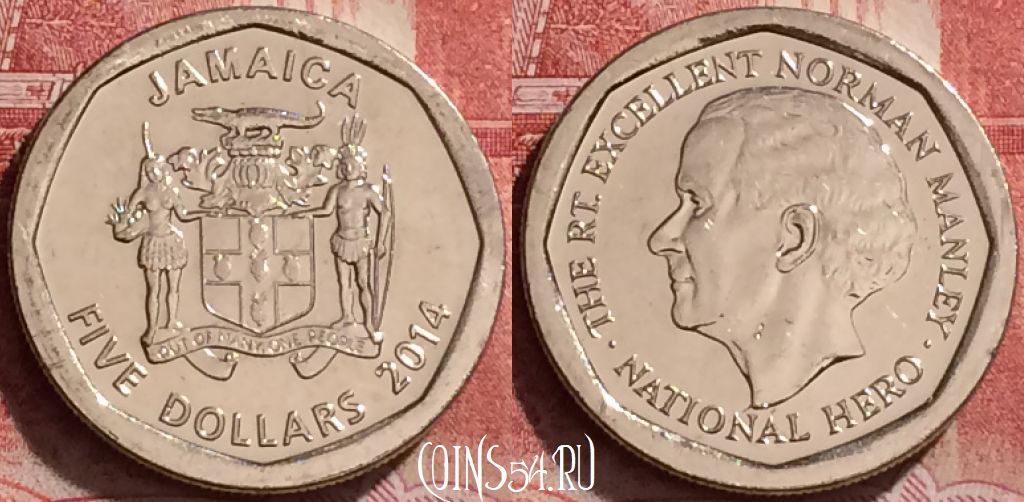 JAMAICA
OUT OF MANY, ONE PEOPLE
FIVE DOLLARS 2014
THE RT. EXCELLENT NORMAN MANLEY
· NATIONAL HERO ·
COINS54.RU